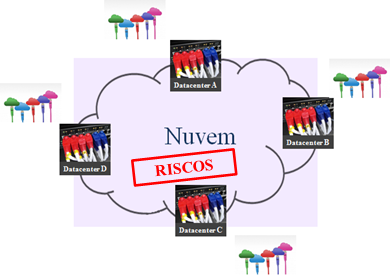 Datacenter A
Nuvem
Datacenter B
RISCOS
Datacenter D
Datacenter C